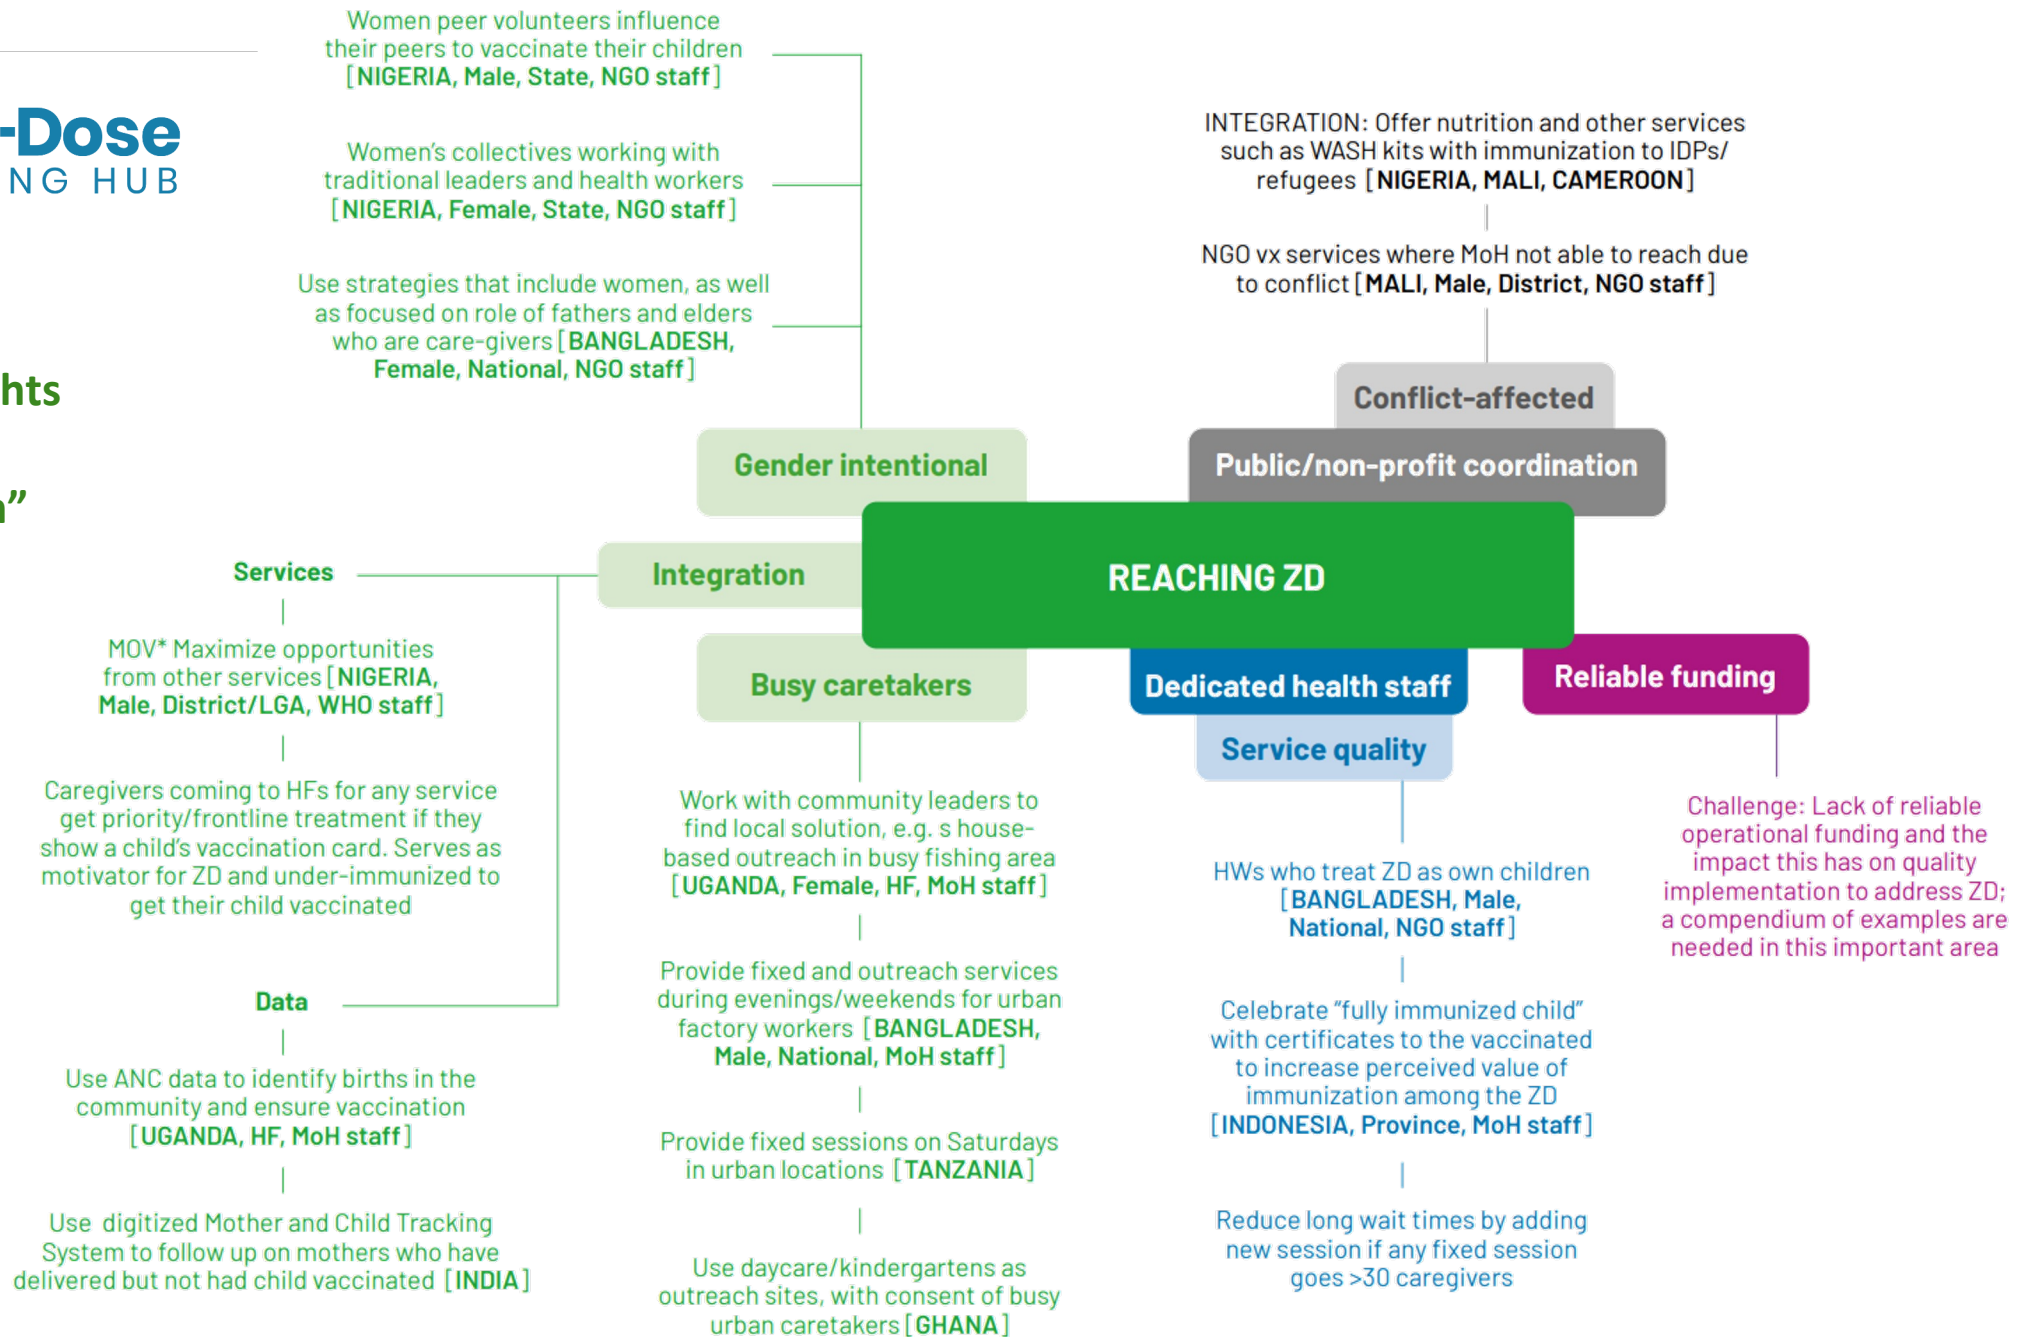 -Dose
NG HUB
hts
”
Women peer volunteers influence
their peers to vaccinate their children
[NIGERIA, Male, State, NGO staff]
Women’s collectives working with
traditional leaders and health workers
[NIGERIA, Female, State, NGO staff]
Use strategies that include women, as well
as focused on role of fathers and elders
who are care-givers [BANGLADESH,
Female, National, NGO staff]
Gender intentional
INTEGRATION: Offer nutrition and other services
such as WASH kits with immunization to IDPs/
refugees [NIGERIA, MALI, CAMEROON]
NGO vx services where MoH not able to reach due
to conflict [MALI, Male, District, NGO staff]
Conflict-affected
Public/non-profit coordination
REACHING ZD
Integration
Services
MOV* Maximize opportunities
from other services [NIGERIA,
Male, District/LGA, WHO staff]
Caregivers coming to HFs for any service
get priority/frontline treatment if they
show a child’s vaccination card. Serves as
motivator for ZD and under-immunized to
get their child vaccinated
Data
Use ANC data to identify births in the
community and ensure vaccination
[UGANDA, HF, MoH staff]
Use digitized Mother and Child Tracking
System to follow up on mothers who have
delivered but not had child vaccinated [INDIA]
Busy caretakers
Work with community leaders to
find local solution, e.g. s house-
based outreach in busy fishing area
[UGANDA, Female, HF, MoH staff]
Provide fixed and outreach services
during evenings/weekends for urban
factory workers [BANGLADESH,
Male, National, MoH staff]
Provide fixed sessions on Saturdays
in urban locations [TANZANIA]
Use daycare/kindergartens as
outreach sites, with consent of busy
urban caretakers [GHANA]
Dedicated health staff
Service quality
HWs who treat ZD as own children
[BANGLADESH, Male,
National, NGO staff]
Celebrate “fully immunized child”
with certificates to the vaccinated
to increase perceived value of
immunization among the ZD
[INDONESIA, Province, MoH staff]
Reduce long wait times by adding
new session if any fixed session
goes >30 caregivers
Reliable funding
Challenge: Lack of reliable
operational funding and the
impact this has on quality
implementation to address ZD;
a compendium of examples are
needed in this important area